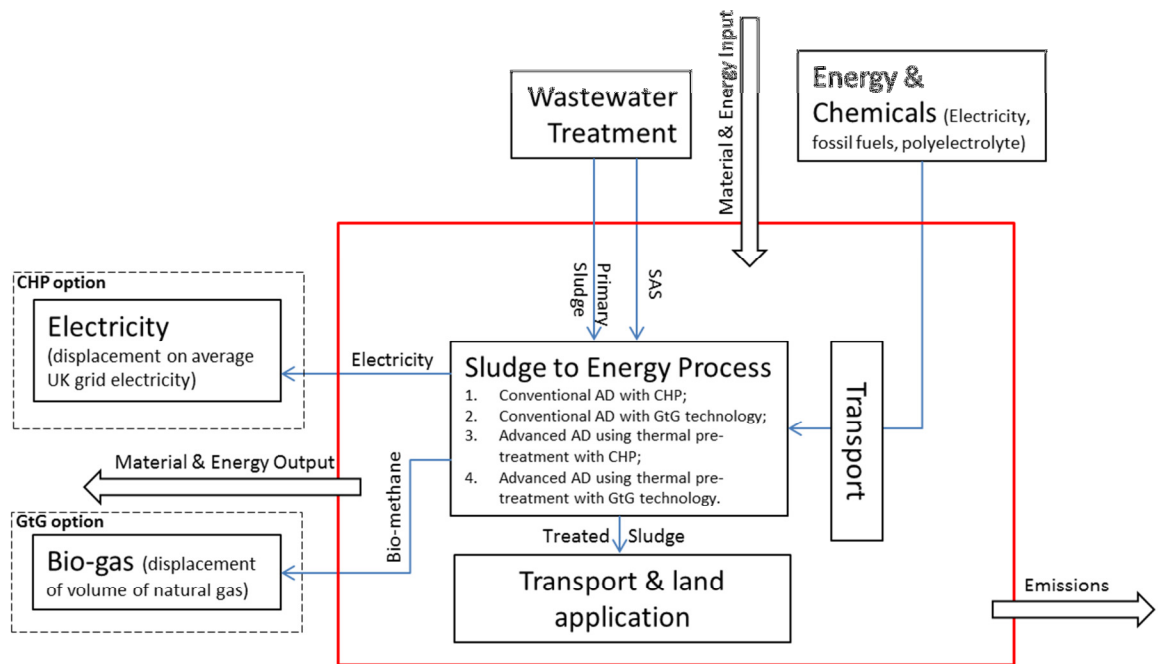 Wastewater
Treatment
Material & Energy Input
Energy &
Chemicals (Electricity,
fossil fuels, polyelectrolyte)
Primary
Sludge
SAS
CHP option
Electricity
(displacement on average
UK grid electricity)
Electricity
Sludge to Energy Process
1. Conventional AD with CHP;
2. Conventional AD with GtG technology;
3. Advanced AD using thermal pre-
treatment with CHP;
4. Advanced AD using thermal pre-
treatment with GtG technology.
Transport
Material & Energy Output
Bio-methane
GtG option
Bio-gas (displacement
of volume of natural gas)
Treated Sludge
Transport & land
application
Emissions